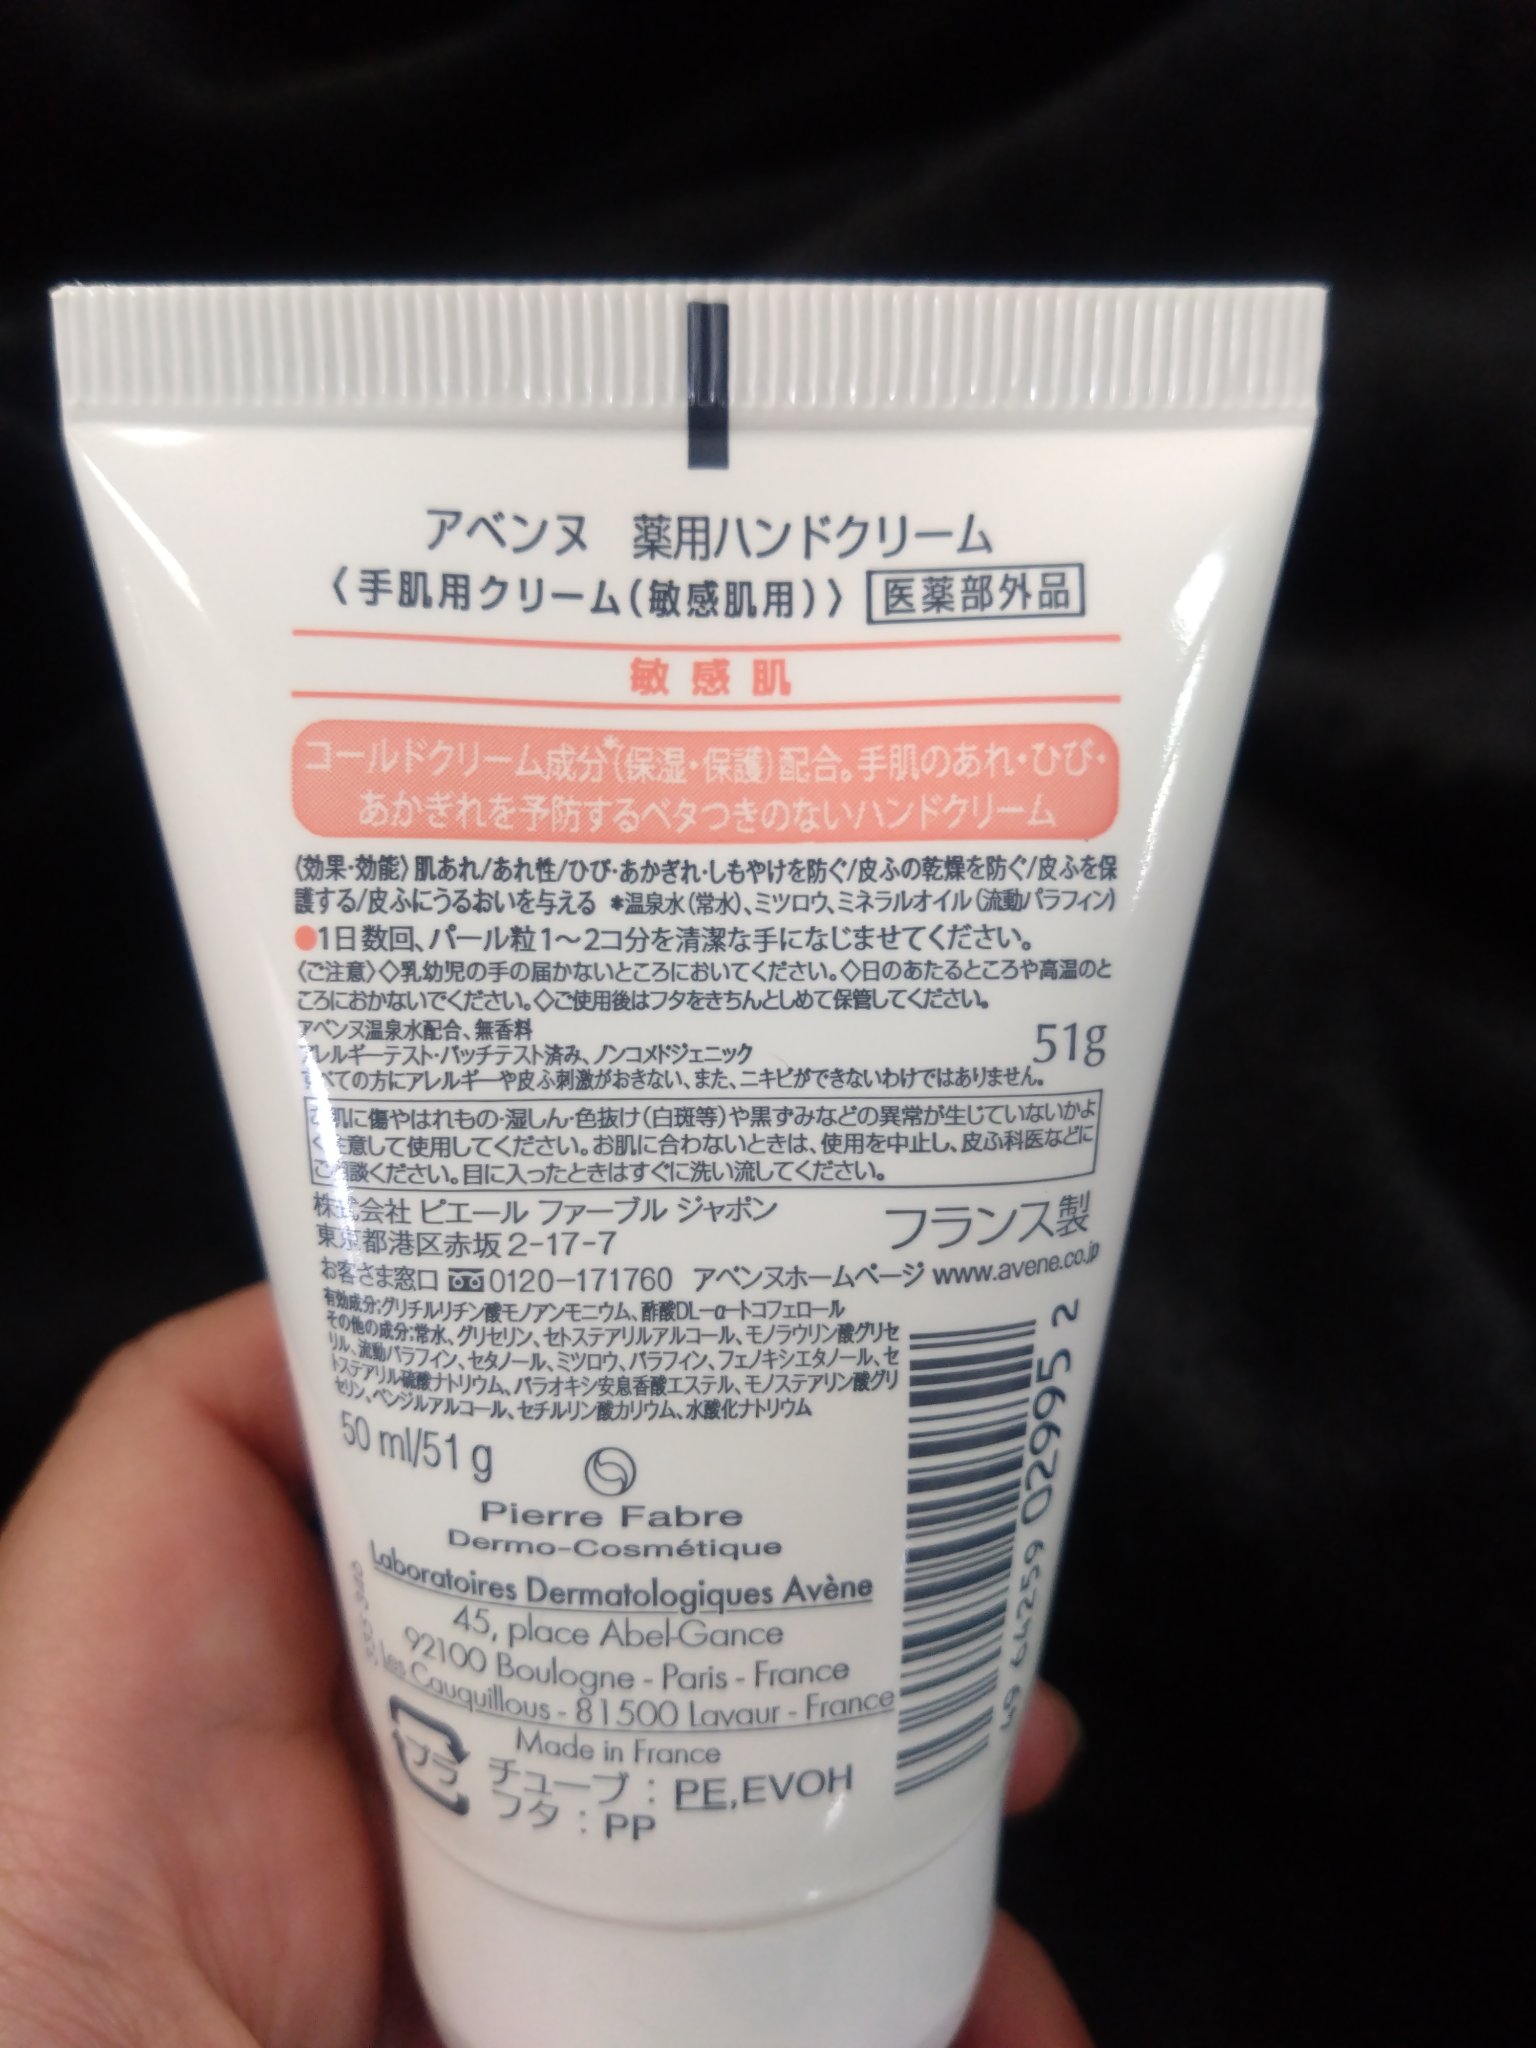 アベンヌ 薬用ハンドクリーム
〈手肌用クリーム(敏感肌用)〉 医薬部外品
敏感肌
コールドクリーム成分*(保湿・保護)配合。手肌のあれ・ひび・
あかぎれを予防するベタつきのないハンドクリーム
〈効果・効能〉肌あれ/あれ性/ひび・あかぎれ・しもやけを防ぐ/皮ふの乾燥を防ぐ/皮ふを保
護する/皮ふにうるおいを与える *温泉水(常水)、ミツロウ、ミネラルオイル(流動パラフィン)
●1日数回、パール粒1〜2コ分を清潔な手になじませてください。
〈ご注意〉◇乳幼児の手の届かないところにおいてください。◇日のあたるところや高温のと
ころにおかないでください。◇ご使用後はフタをきちんとしめて保管してください。
アベンヌ温泉水配合、無香料
アレルギーテスト・パッチテスト済み、ノンコメドジェニック
すべての方にアレルギーや皮ふ刺激がおきない、また、ニキビができないわけではありません。
51g
お肌に傷やはれもの・湿しん・色抜け(白斑等)や黒ずみなどの異常が生じていないかよ
く注意して使用してください。お肌に合わないときは、使用を中止し、皮ふ科医などに
ご相談ください。目に入ったときはすぐに洗い流してください。
株式会社 ピエール ファーブル ジャポン
東京都港区赤坂2-17-7
フランス製
お客さま窓口 0120-171760 アベンヌホームページ www.avene.co.jp
有効成分:グリチルリチン酸モノアンモニウム、酢酸DL-α-トコフェロール
その他の成分:常水、グリセリン、セトステアリルアルコール、モノラウリン酸グリセ
リル、流動パラフィン、セタノール、ミツロウ、パラフィン、フェノキシエタノール、セ
トステアリル硫酸ナトリウム、パラオキシ安息香酸エステル、モノステアリン酸グリ
セリン、ベンジルアルコール、セチルリン酸カリウム、水酸化ナトリウム
50 ml/51 g
Pierre Fabre
Dermo-Cosmétique
Laboratoires Dermatologiques Avène
45, place Abel-Gance
92100 Boulogne - Paris - France
Les Cauquillous - 81500 Lavaur - France
Made in France
プラ
チューブ : PE,EVOH
フタ : PP
49 64259 02995 2